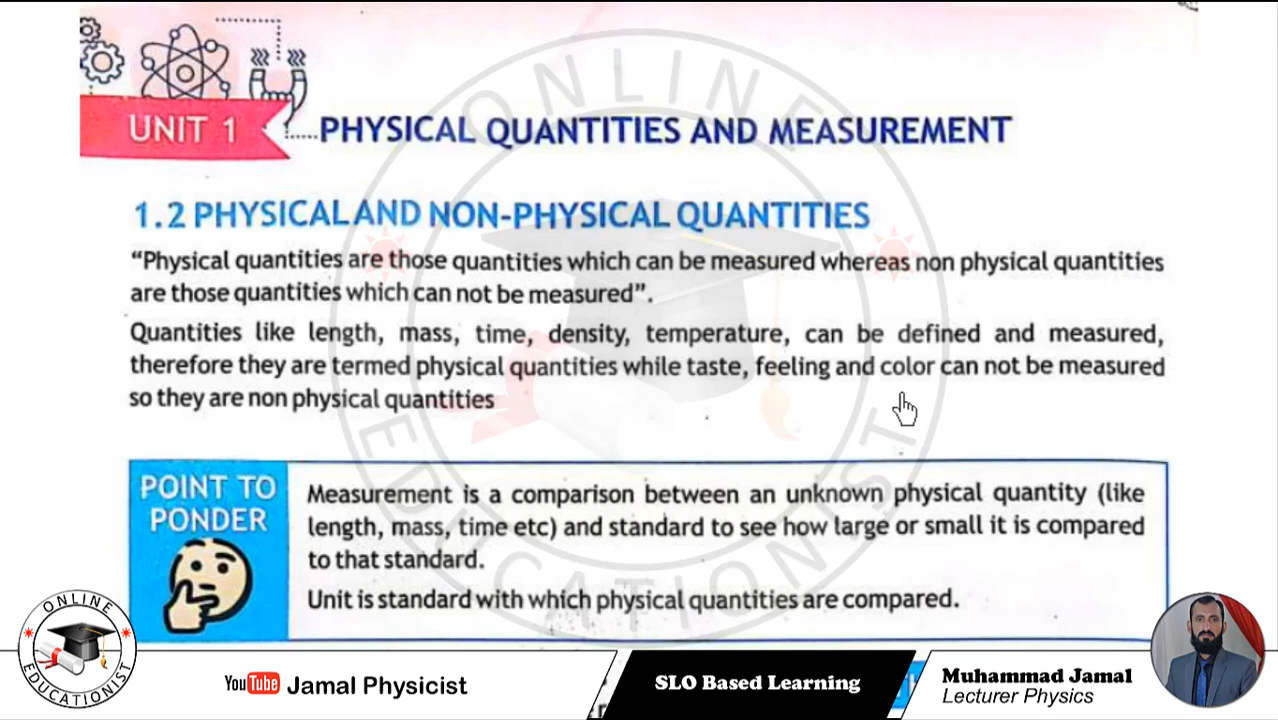 UNIT 1
PHYSICAL QUANTITIES AND MEASUREMENT
1.2 PHYSICAL AND NON-PHYSICAL QUANTITIES
“Physical quantities are those quantities which can be measured whereas non physical quantities
are those quantities which can not be measured”.
Quantities like length, mass, time, density, temperature, can be defined and measured,
therefore they are termed physical quantities while taste, feeling and color can not be measured
so they are non physical quantities
POINT TO
PONDER
Measurement is a comparison between an unknown physical quantity (like
length, mass, time etc) and standard to see how large or small it is compared
to that standard.
Unit is standard with which physical quantities are compared.
ONLINE
EDUCATIONIST
ONLINE
EDUCATIONIST
YouTube Jamal Physicist
SLO Based Learning
Muhammad Jamal
Lecturer Physics